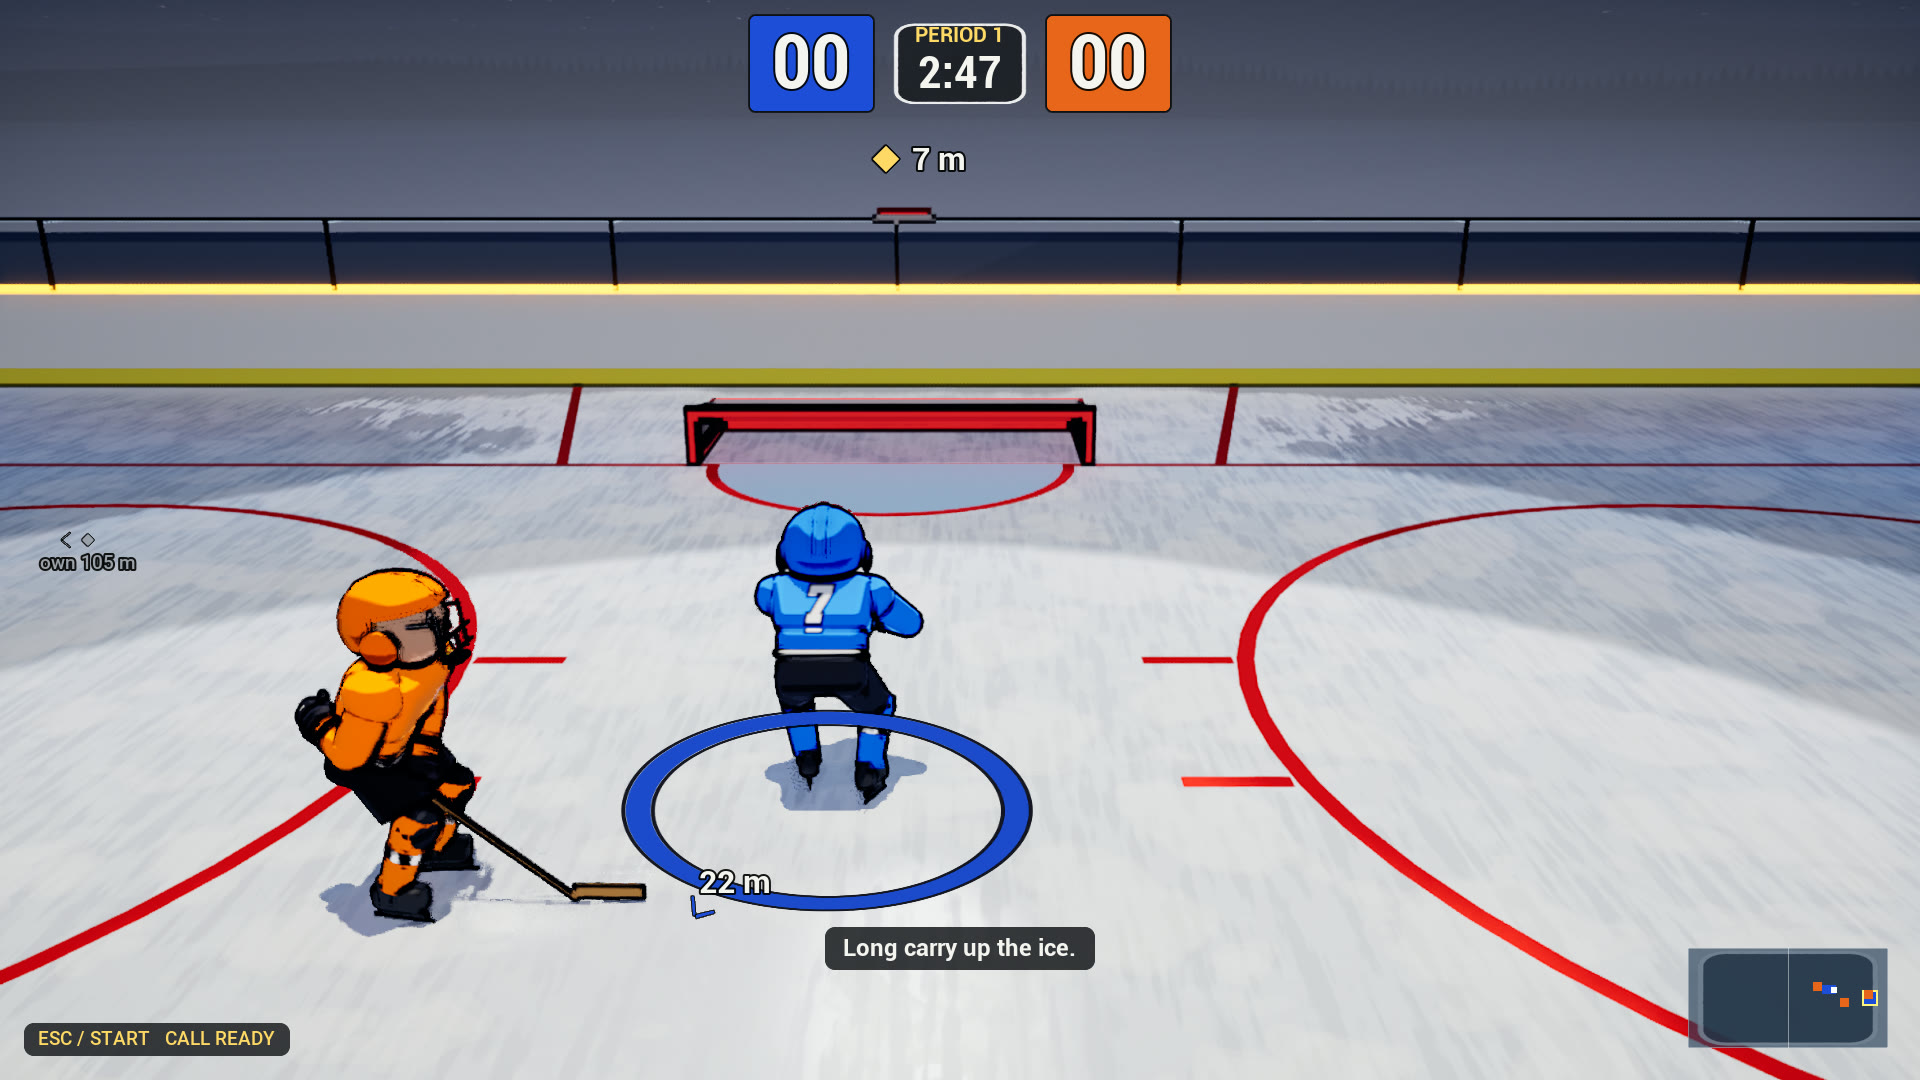 00
PERIOD 1
2:47
00
7 m
own 105 m
7
22 m
Long carry up the ice.
ESC / START CALL READY